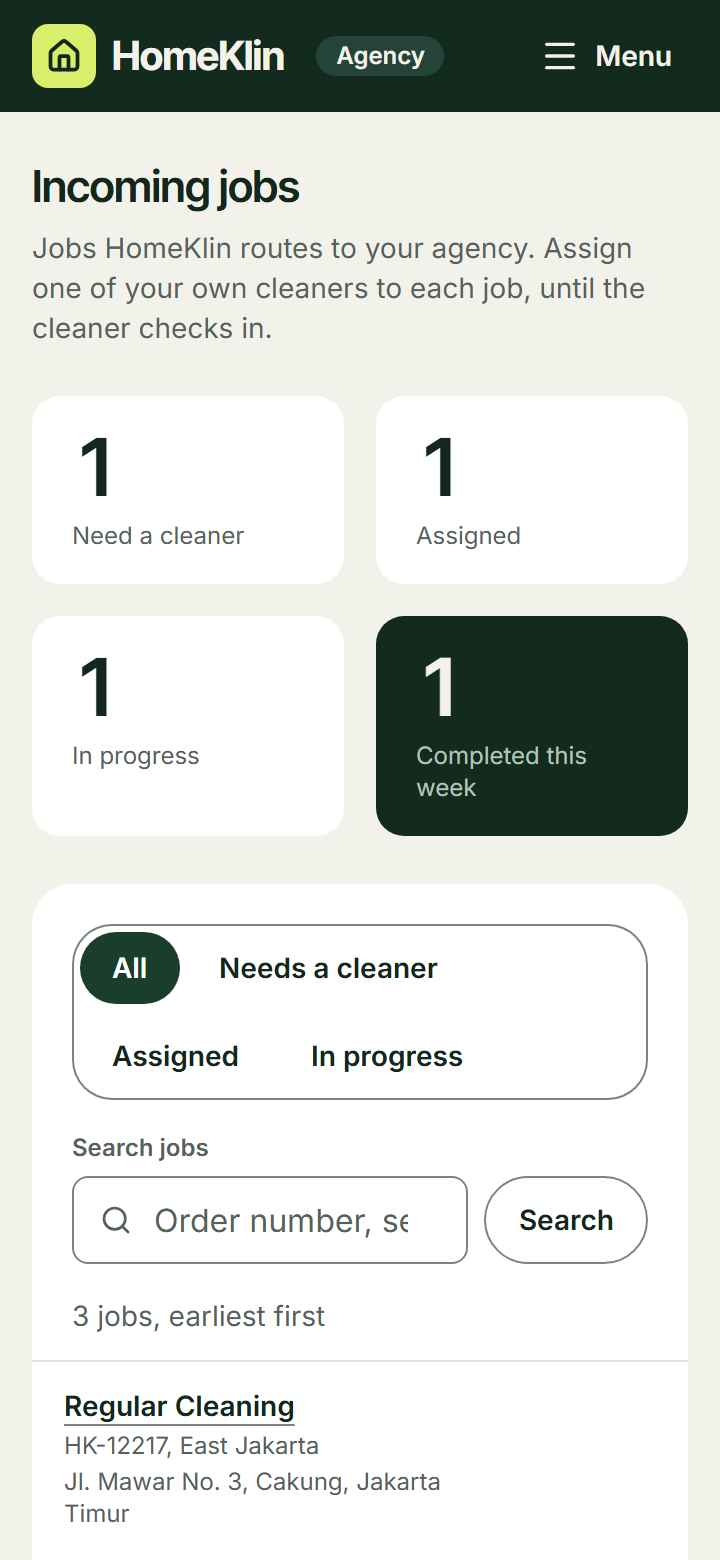 HomeKlin
Agency
Menu
Incoming jobs
Jobs HomeKlin routes to your agency. Assign
one of your own cleaners to each job, until the
cleaner checks in.
1
Need a cleaner
1
Assigned
1
In progress
1
Completed this
week
All
Needs a cleaner
Assigned
In progress
Search jobs
Order number, se
Search
3 jobs, earliest first
Regular Cleaning
HK-12217, East Jakarta
Jl. Mawar No. 3, Cakung, Jakarta
Timur